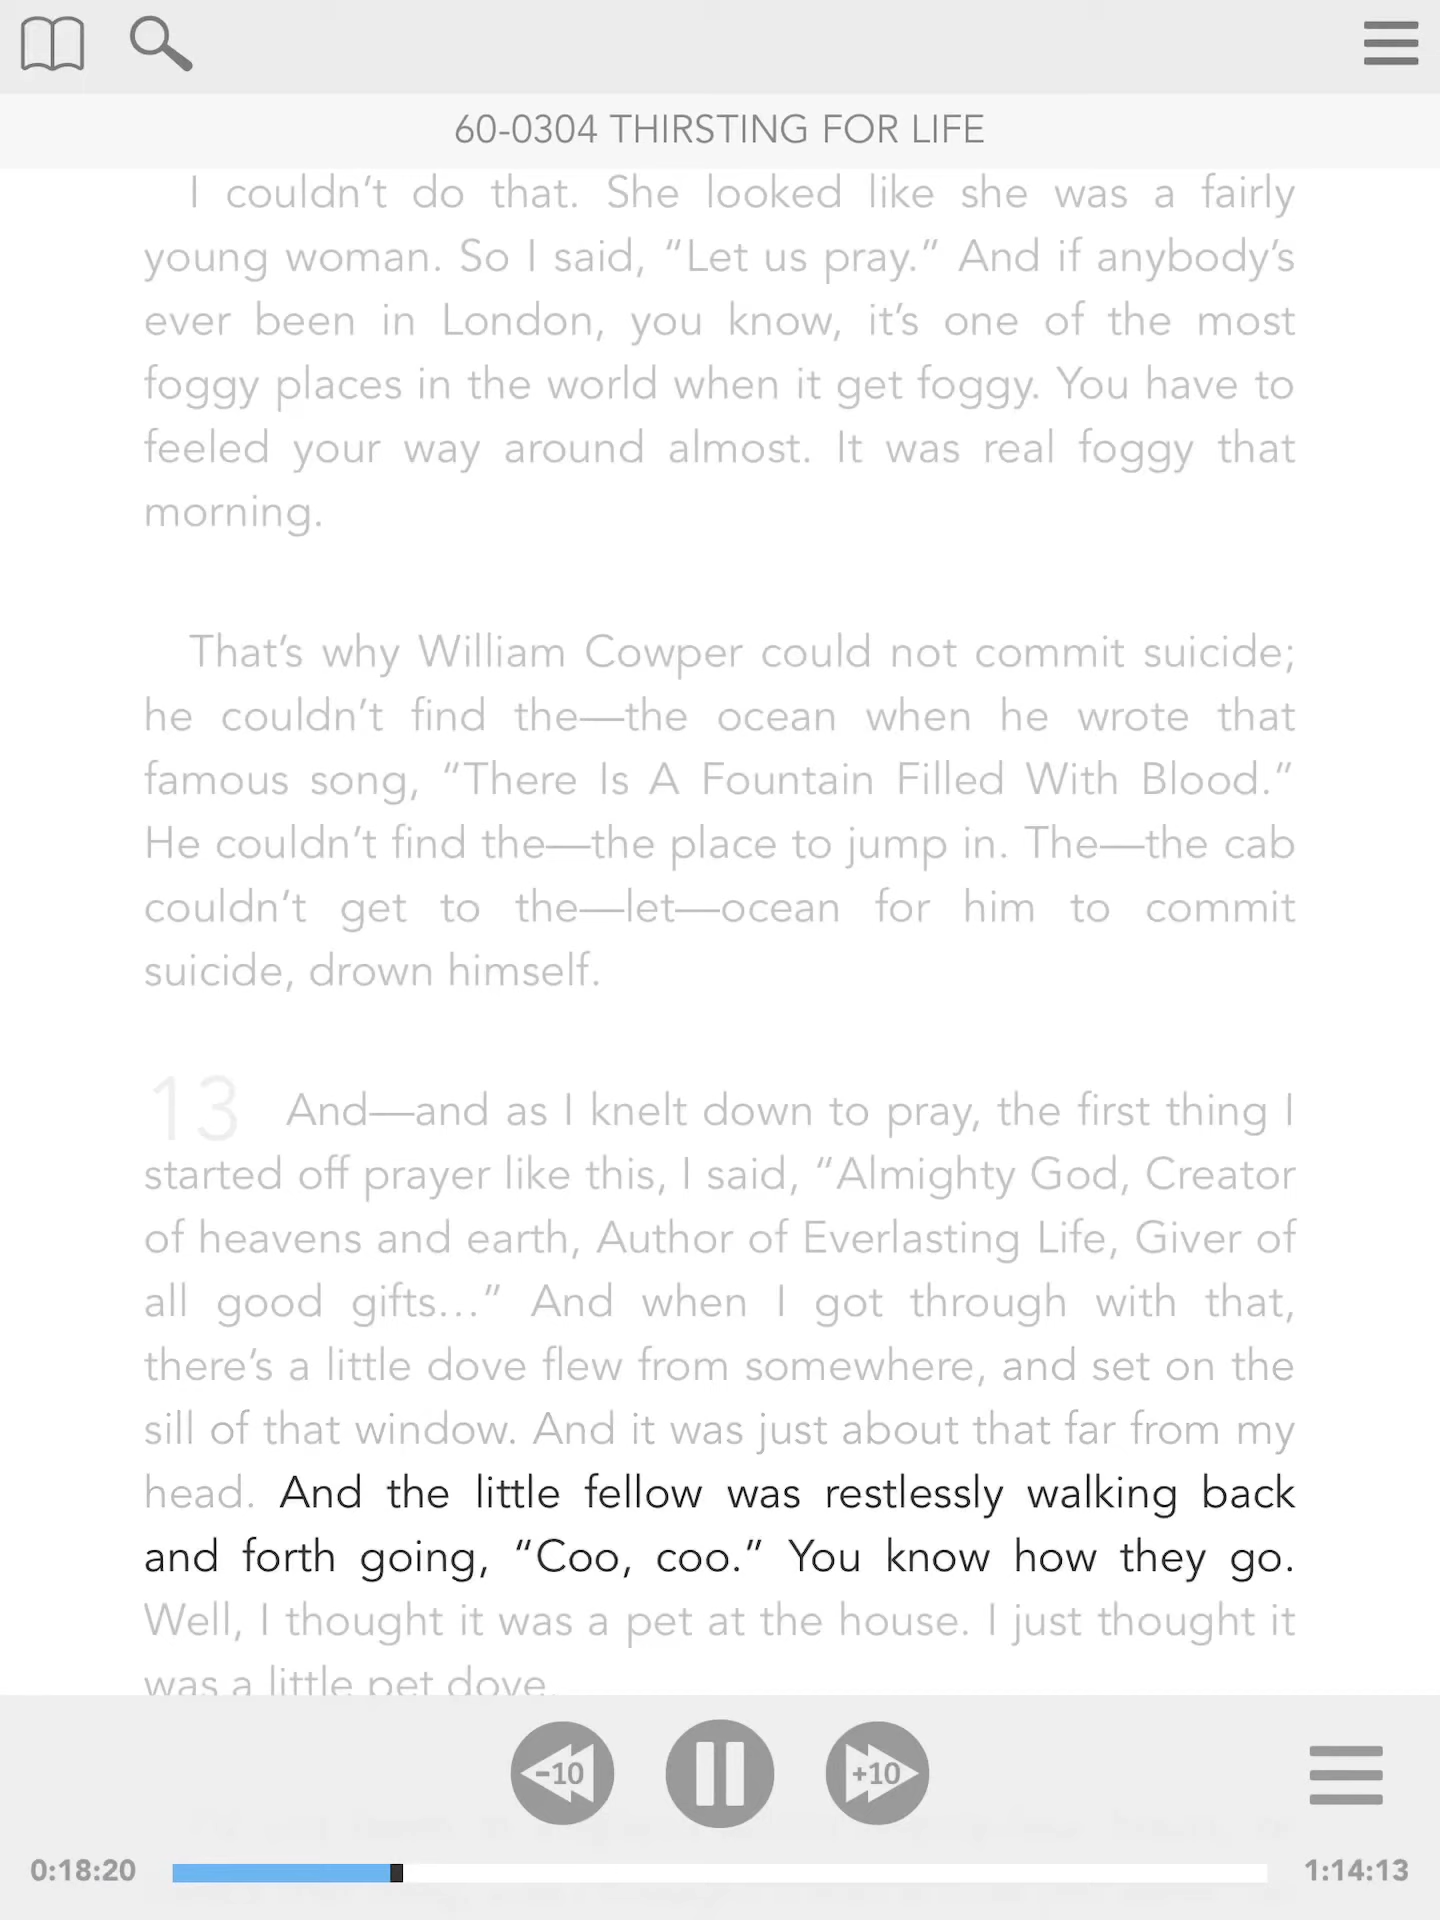 60-0304 THIRSTING FOR LIFE
I couldn’t do that. She looked like she was a fairly
young woman. So I said, “Let us pray.” And if anybody’s
ever been in London, you know, it’s one of the most
foggy places in the world when it get foggy. You have to
feeled your way around almost. It was real foggy that
morning.
That’s why William Cowper could not commit suicide;
he couldn’t find the—the ocean when he wrote that
famous song, “There Is A Fountain Filled With Blood.”
He couldn’t find the—the place to jump in. The—the cab
couldn’t get to the—let—ocean for him to commit
suicide, drown himself.
13 And—and as I knelt down to pray, the first thing I
started off prayer like this, I said, “Almighty God, Creator
of heavens and earth, Author of Everlasting Life, Giver of
all good gifts…” And when I got through with that,
there’s a little dove flew from somewhere, and set on the
sill of that window. And it was just about that far from my
head. And the little fellow was restlessly walking back
and forth going, “Coo, coo.” You know how they go.
Well, I thought it was a pet at the house. I just thought it
was a little pet dove.
-10 +10
0:18:20 1:14:13